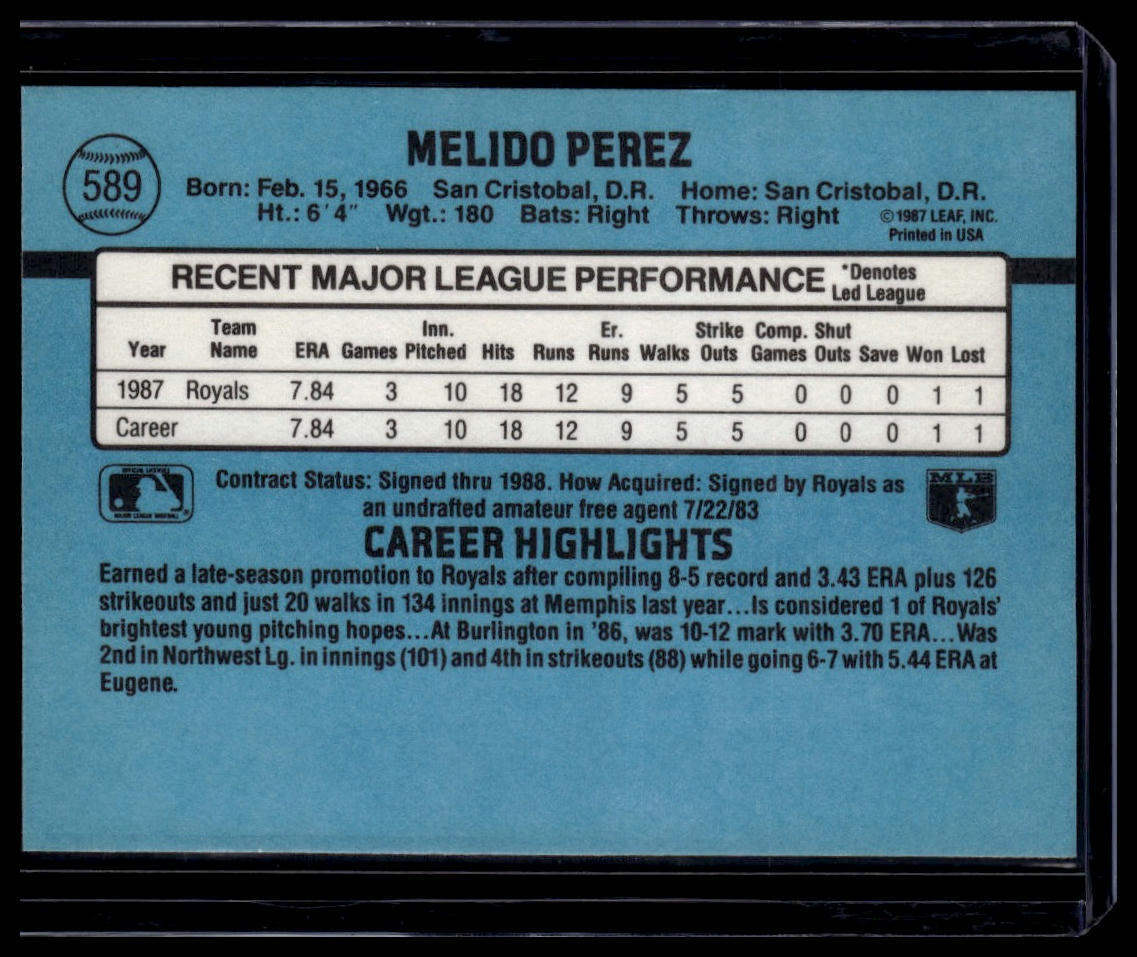 589
MELIDO PEREZ
Born: Feb. 15, 1966 San Cristobal, D.R. Home: San Cristobal, D.R.
Ht.: 6'4" Wgt.: 180 Bats: Right Throws: Right ©1987 LEAF, INC.
Printed in USA
RECENT MAJOR LEAGUE PERFORMANCE *Denotes
Led League
Team Inn. Er. Strike Comp. Shut
Year Name ERA Games Pitched Hits Runs Runs Walks Outs Games Outs Save Won Lost
1987 Royals 7.84 3 10 18 12 9 5 5 0 0 0 1 1
Career 7.84 3 10 18 12 9 5 5 0 0 0 1 1
MLB
MAJOR LEAGUE BASEBALL
Contract Status: Signed thru 1988. How Acquired: Signed by Royals as
an undrafted amateur free agent 7/22/83
CAREER HIGHLIGHTS
Earned a late-season promotion to Royals after compiling 8-5 record and 3.43 ERA plus 126
strikeouts and just 20 walks in 134 innings at Memphis last year...Is considered 1 of Royals'
brightest young pitching hopes...At Burlington in '86, was 10-12 mark with 3.70 ERA...Was
2nd in Northwest Lg. in innings (101) and 4th in strikeouts (88) while going 6-7 with 5.44 ERA at
Eugene.